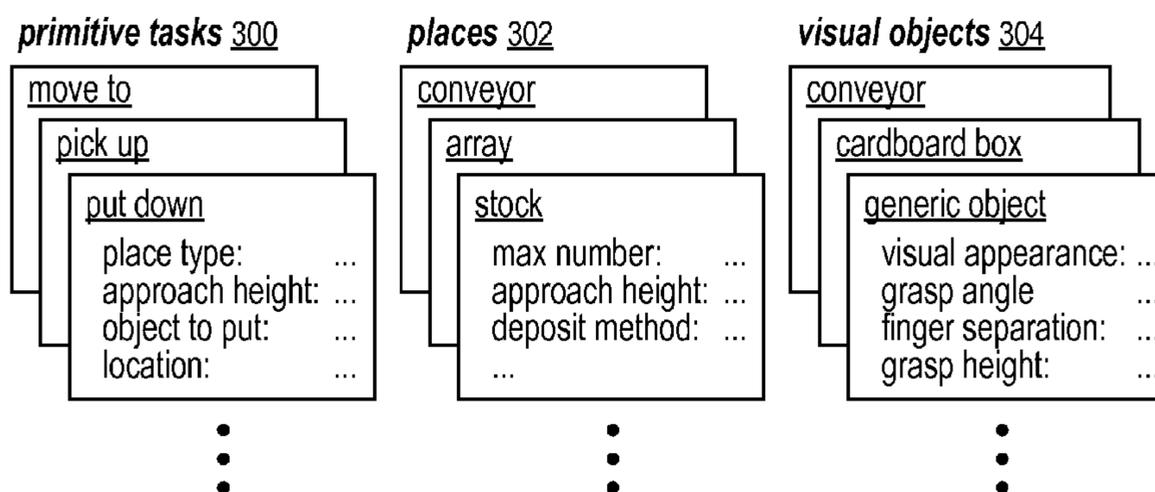 primitive tasks 300
move to
pick up
put down
place type: ...
approach height: ...
object to put: ...
location: ...
places 302
conveyor
array
stock
max number: ...
approach height: ...
deposit method: ...
...
visual objects 304
conveyor
cardboard box
generic object
visual appearance: ...
grasp angle ...
finger separation: ...
grasp height: ...